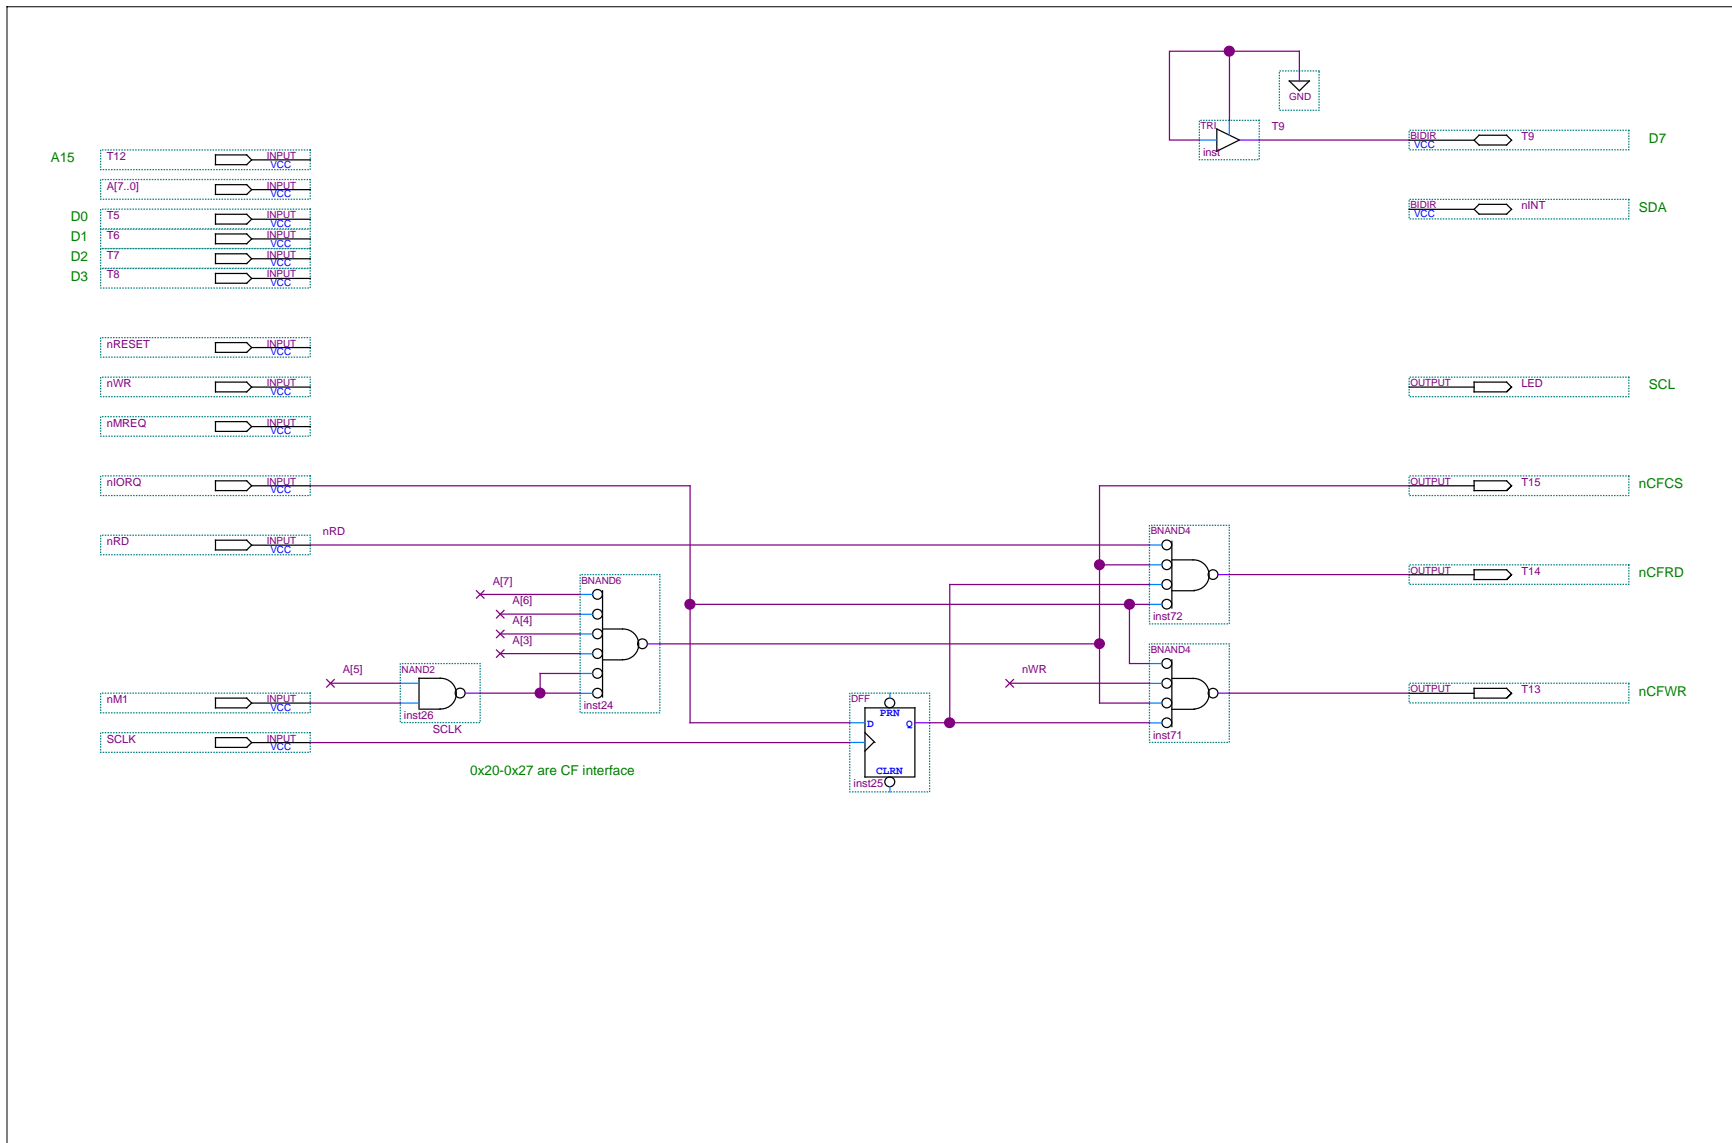 GND
TRI
T9
inst
BIDIR
VCC
T9
D7
A15
T12
INPUT
VCC
A[7..0]
INPUT
VCC
BIDIR
VCC
nINT
SDA
D0
T5
INPUT
VCC
D1
T6
INPUT
VCC
D2
T7
INPUT
VCC
D3
T8
INPUT
VCC
nRESET
INPUT
VCC
nWR
INPUT
VCC
OUTPUT
LED
SCL
nMREQ
INPUT
VCC
nIORQ
INPUT
VCC
OUTPUT
T15
nCFCS
nRD
INPUT
VCC
nRD
BNAND4
inst72
OUTPUT
T14
nCFRD
A[7]
A[6]
A[4]
A[3]
BNAND6
inst24
A[5]
NAND2
inst26
nM1
INPUT
VCC
nWR
BNAND4
inst71
OUTPUT
T13
nCFWR
DFF
PRN
D
Q
CLRN
inst25
SCLK
INPUT
VCC
SCLK
0x20-0x27 are CF interface